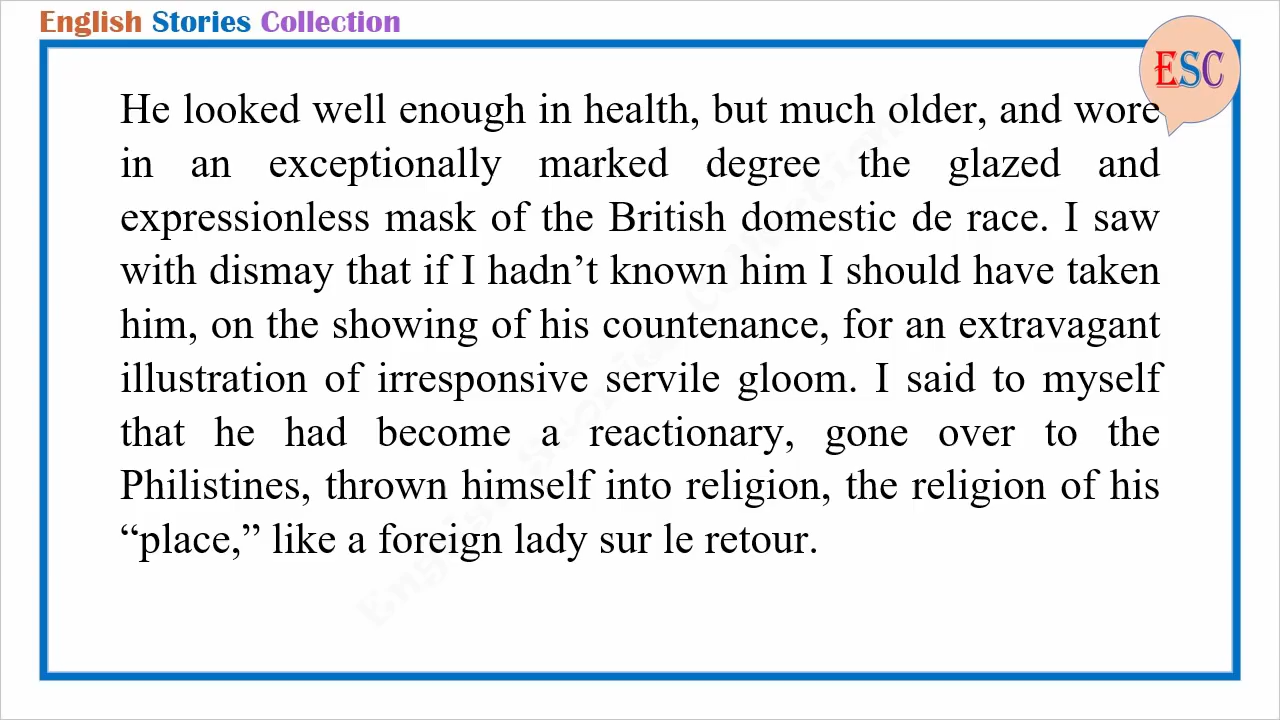 English Stories Collection
ESC
He looked well enough in health, but much older, and wore
in an exceptionally marked degree the glazed and
expressionless mask of the British domestic de race. I saw
with dismay that if I hadn’t known him I should have taken
him, on the showing of his countenance, for an extravagant
illustration of irresponsive servile gloom. I said to myself
that he had become a reactionary, gone over to the
Philistines, thrown himself into religion, the religion of his
“place,” like a foreign lady sur le retour.
English Stories Collection